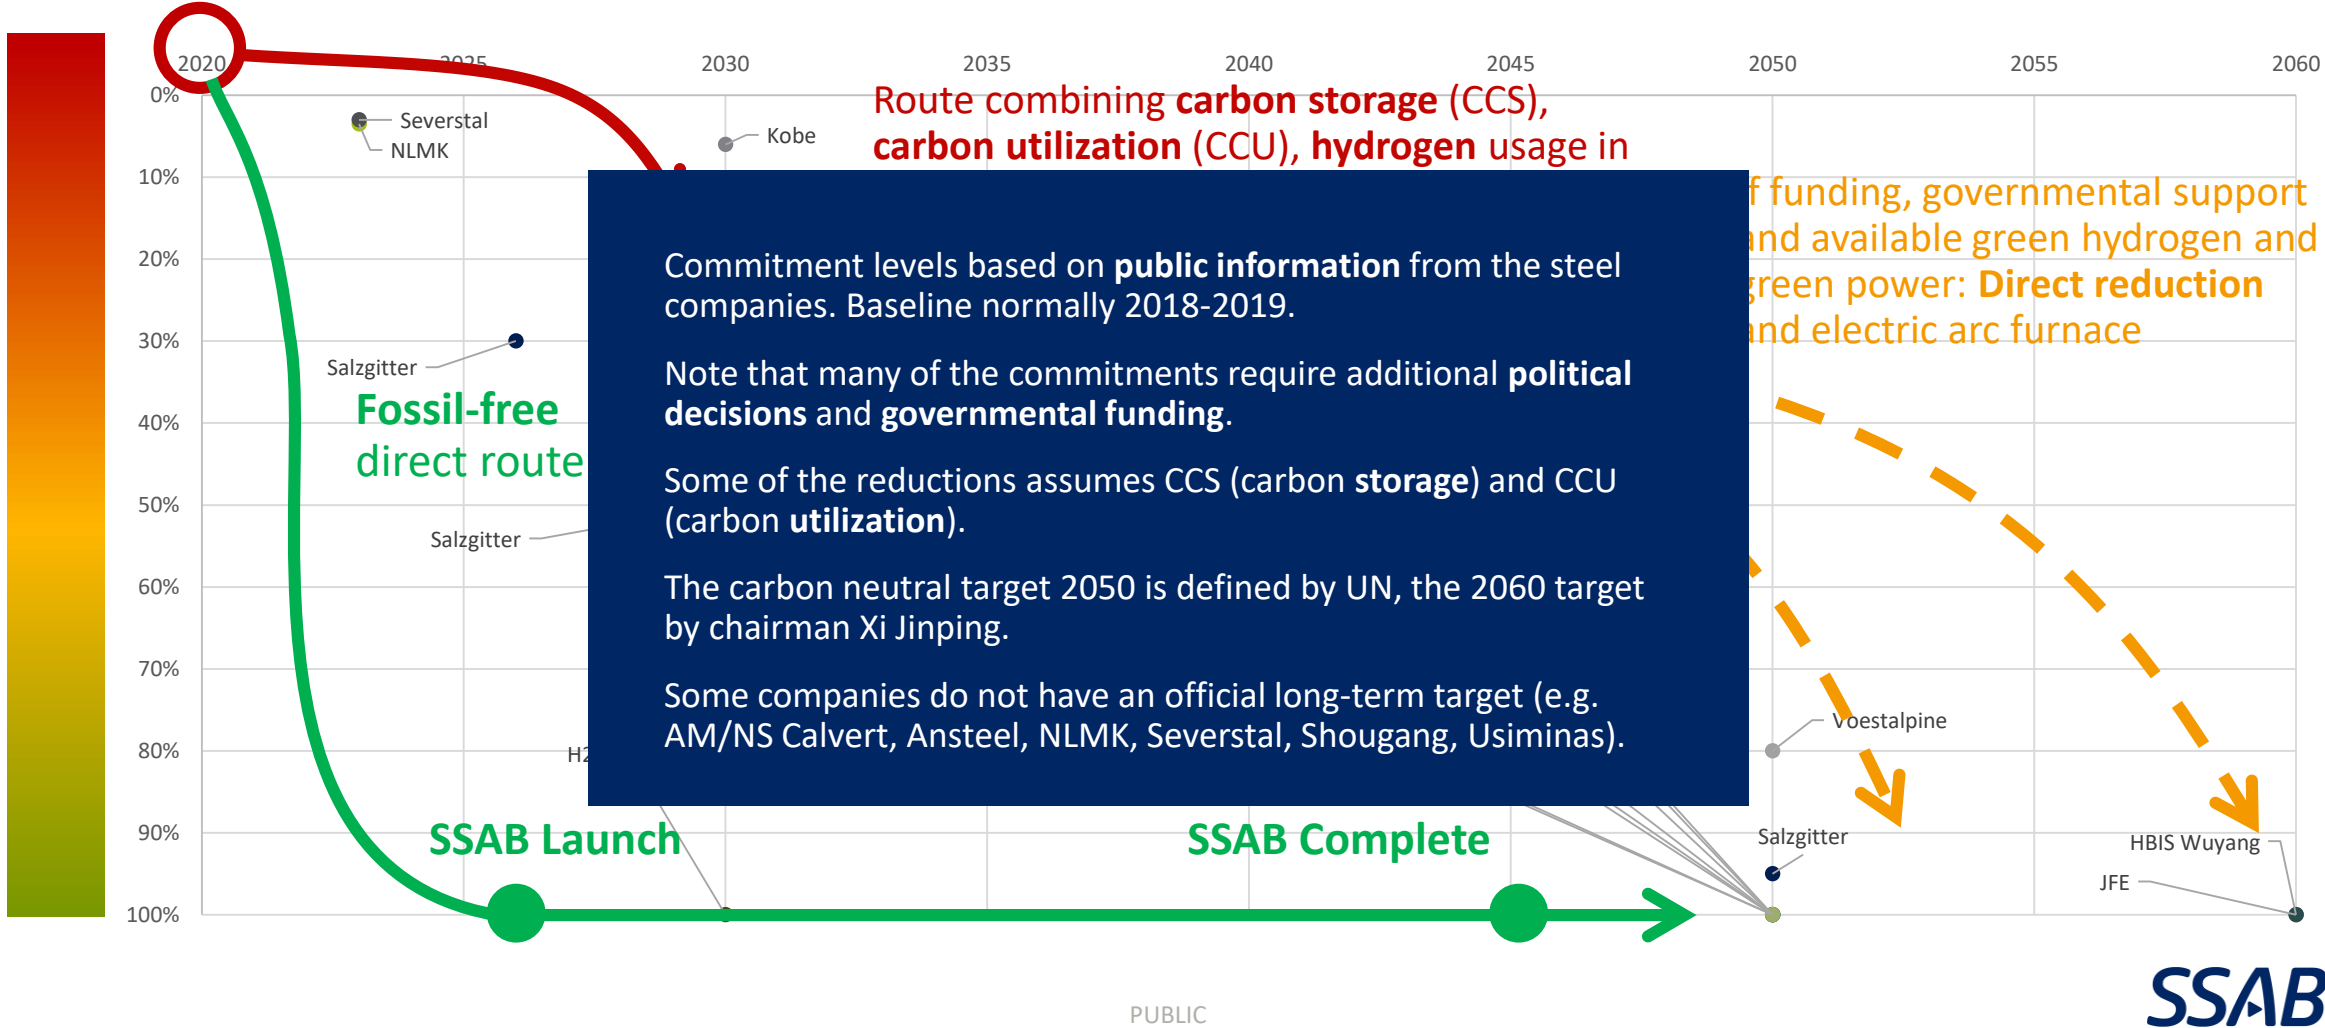 2020 2025 2030 2035 2040 2045 2050 2055 2060
0%
10%
20%
30%
40%
50%
60%
70%
80%
90%
100%
Severstal
NLMK
Kobe
Route combining carbon storage (CCS),
carbon utilization (CCU), hydrogen usage in
funding, governmental support
and available green hydrogen and
green power: Direct reduction
and electric arc furnace
Salzgitter
Fossil-free
direct route
Salzgitter
Commitment levels based on public information from the steel
companies. Baseline normally 2018-2019.
Note that many of the commitments require additional political
decisions and governmental funding.
Some of the reductions assumes CCS (carbon storage) and CCU
(carbon utilization).
The carbon neutral target 2050 is defined by UN, the 2060 target
by chairman Xi Jinping.
Some companies do not have an official long-term target (e.g.
AM/NS Calvert, Ansteel, NLMK, Severstal, Shougang, Usiminas).
Voestalpine
SSAB Launch
SSAB Complete
Salzgitter
HBIS Wuyang
JFE
SSAB
PUBLIC